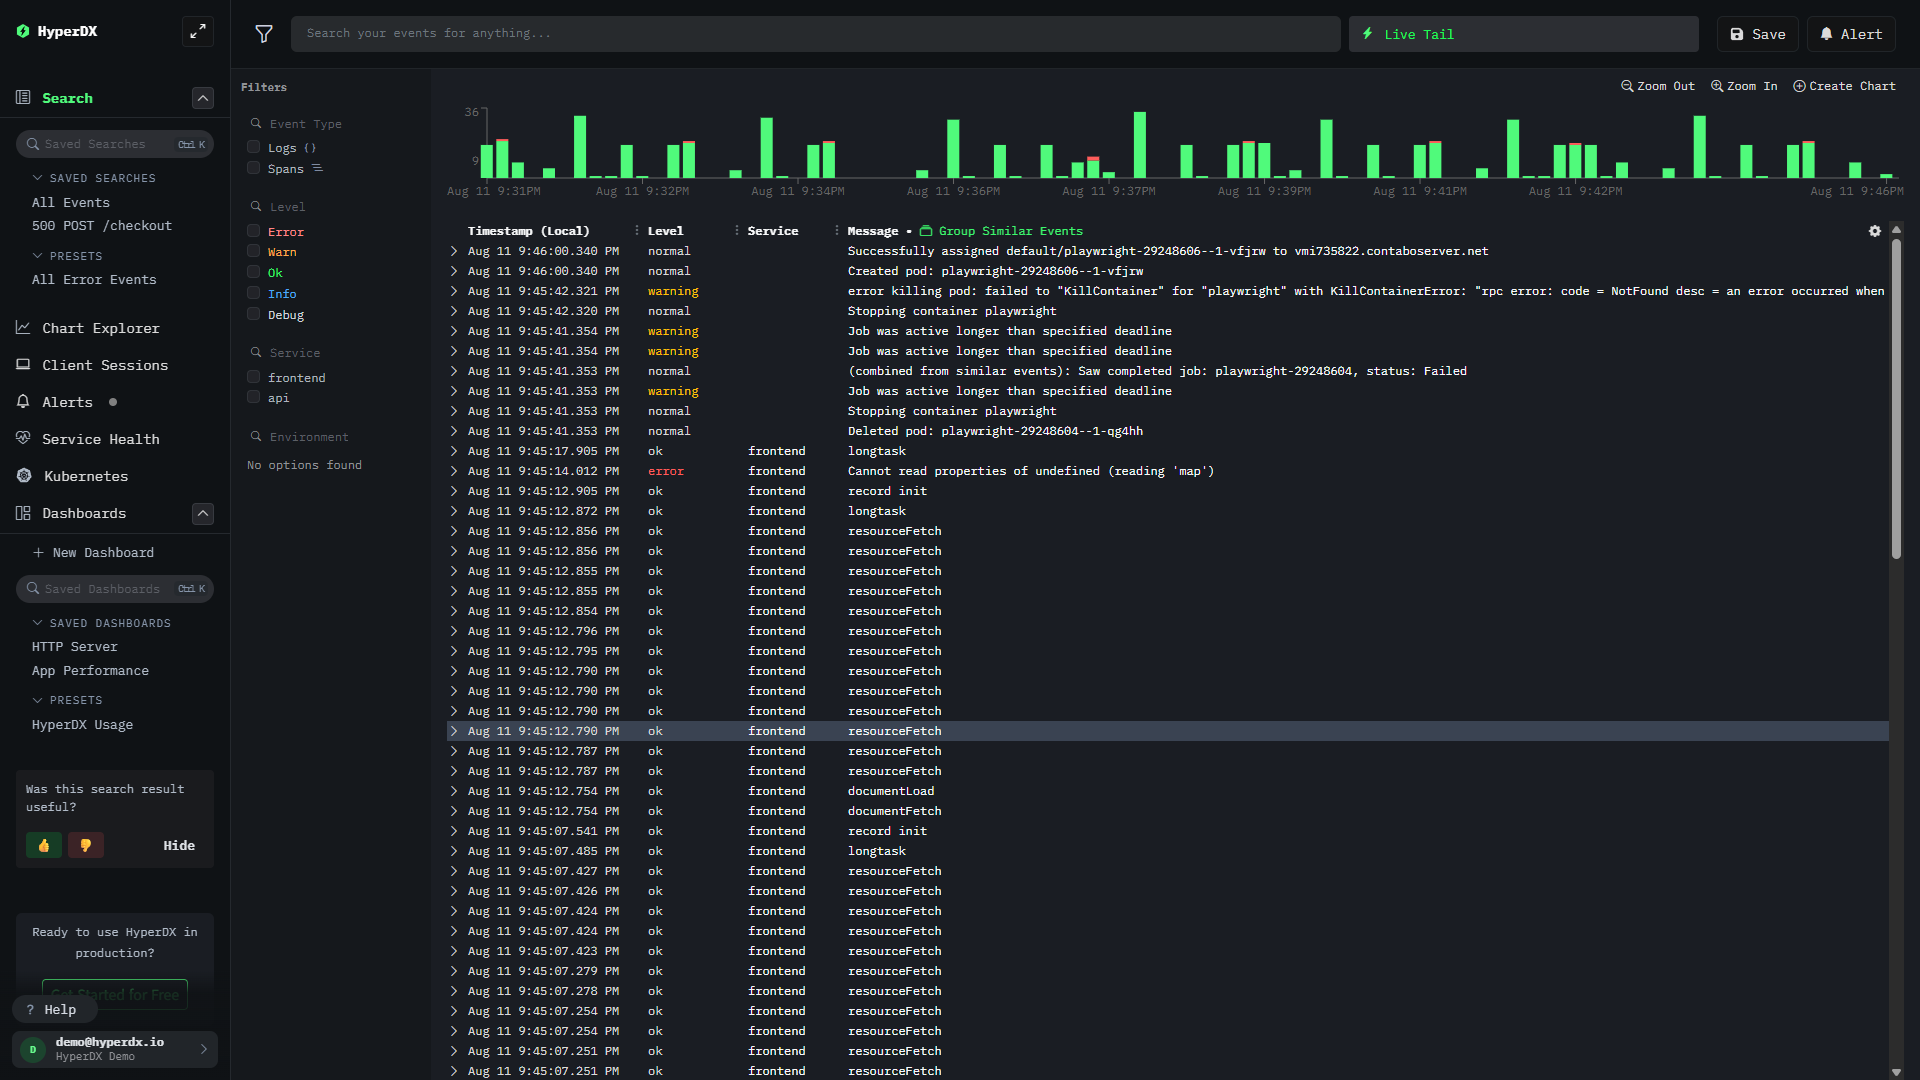 HyperDX
Search your events for anything...
Live Tail
Save
Alert
Search
Saved Searches Ctrl K
SAVED SEARCHES
All Events
500 POST /checkout
PRESETS
All Error Events
Chart Explorer
Client Sessions
Alerts
Service Health
Kubernetes
Dashboards
+ New Dashboard
Saved Dashboards Ctrl K
SAVED DASHBOARDS
HTTP Server
App Performance
PRESETS
HyperDX Usage
Was this search result
useful?
Hide
Ready to use HyperDX in
production?
Get Started for Free
? Help
D
demo@hyperdx.io
HyperDX Demo
Filters
Event Type
Logs {}
Spans
Level
Error
Warn
Ok
Info
Debug
Service
frontend
api
Environment
No options found
Zoom Out Zoom In Create Chart
36
9
Aug 11 9:31PM Aug 11 9:32PM Aug 11 9:34PM Aug 11 9:36PM Aug 11 9:37PM Aug 11 9:39PM Aug 11 9:41PM Aug 11 9:42PM Aug 11 9:46PM
Timestamp (Local) Level Service Message • Group Similar Events
Aug 11 9:46:00.340 PM normal Successfully assigned default/playwright-29248606--1-vfjrw to vmi735822.contaboserver.net
Aug 11 9:46:00.340 PM normal Created pod: playwright-29248606--1-vfjrw
Aug 11 9:45:42.321 PM warning error killing pod: failed to "KillContainer" for "playwright" with KillContainerError: "rpc error: code = NotFound desc = an error occurred when
Aug 11 9:45:42.320 PM normal Stopping container playwright
Aug 11 9:45:41.354 PM warning Job was active longer than specified deadline
Aug 11 9:45:41.354 PM warning Job was active longer than specified deadline
Aug 11 9:45:41.353 PM normal (combined from similar events): Saw completed job: playwright-29248604, status: Failed
Aug 11 9:45:41.353 PM warning Job was active longer than specified deadline
Aug 11 9:45:41.353 PM normal Stopping container playwright
Aug 11 9:45:41.353 PM normal Deleted pod: playwright-29248604--1-qg4hh
Aug 11 9:45:17.905 PM ok frontend longtask
Aug 11 9:45:14.012 PM error frontend Cannot read properties of undefined (reading 'map')
Aug 11 9:45:12.905 PM ok frontend record init
Aug 11 9:45:12.872 PM ok frontend longtask
Aug 11 9:45:12.856 PM ok frontend resourceFetch
Aug 11 9:45:12.856 PM ok frontend resourceFetch
Aug 11 9:45:12.855 PM ok frontend resourceFetch
Aug 11 9:45:12.855 PM ok frontend resourceFetch
Aug 11 9:45:12.854 PM ok frontend resourceFetch
Aug 11 9:45:12.796 PM ok frontend resourceFetch
Aug 11 9:45:12.795 PM ok frontend resourceFetch
Aug 11 9:45:12.790 PM ok frontend resourceFetch
Aug 11 9:45:12.790 PM ok frontend resourceFetch
Aug 11 9:45:12.790 PM ok frontend resourceFetch
Aug 11 9:45:12.790 PM ok frontend resourceFetch
Aug 11 9:45:12.787 PM ok frontend resourceFetch
Aug 11 9:45:12.787 PM ok frontend resourceFetch
Aug 11 9:45:12.754 PM ok frontend documentLoad
Aug 11 9:45:12.754 PM ok frontend documentFetch
Aug 11 9:45:07.541 PM ok frontend record init
Aug 11 9:45:07.485 PM ok frontend longtask
Aug 11 9:45:07.427 PM ok frontend resourceFetch
Aug 11 9:45:07.426 PM ok frontend resourceFetch
Aug 11 9:45:07.424 PM ok frontend resourceFetch
Aug 11 9:45:07.424 PM ok frontend resourceFetch
Aug 11 9:45:07.423 PM ok frontend resourceFetch
Aug 11 9:45:07.279 PM ok frontend resourceFetch
Aug 11 9:45:07.278 PM ok frontend resourceFetch
Aug 11 9:45:07.254 PM ok frontend resourceFetch
Aug 11 9:45:07.254 PM ok frontend resourceFetch
Aug 11 9:45:07.251 PM ok frontend resourceFetch
Aug 11 9:45:07.251 PM ok frontend resourceFetch